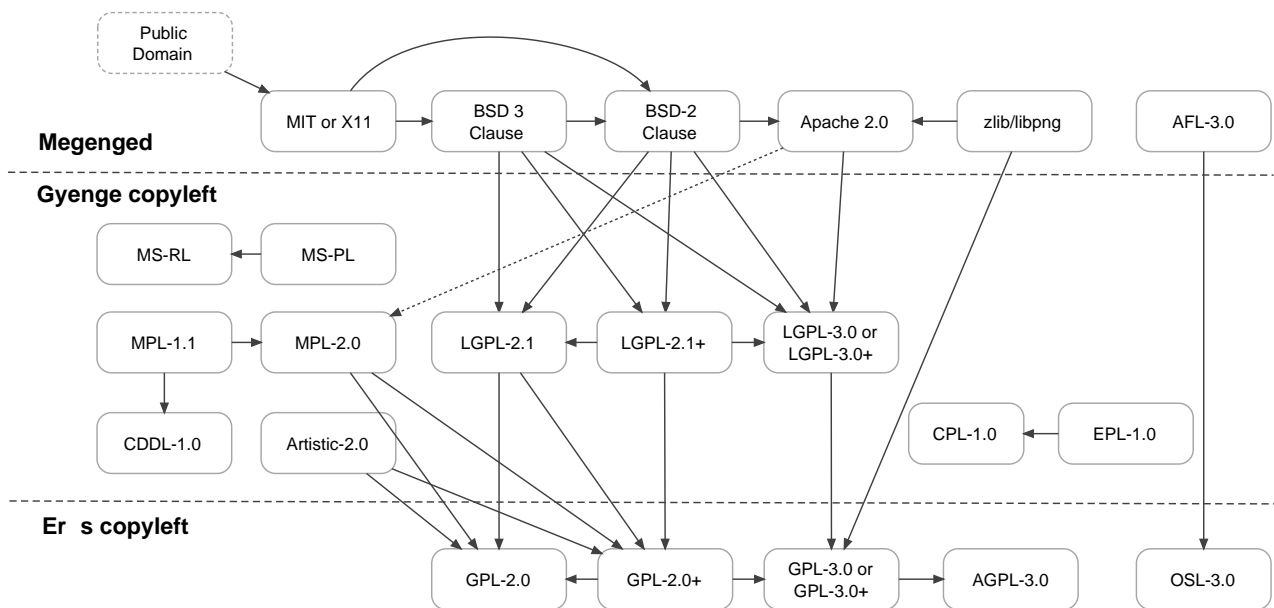 Public
Domain
MIT or X11
BSD 3
Clause
BSD-2
Clause
Apache 2.0
zlib/libpng
AFL-3.0
Megenged
Gyenge copyleft
MS-RL
MS-PL
MPL-1.1
MPL-2.0
LGPL-2.1
LGPL-2.1+
LGPL-3.0 or
LGPL-3.0+
CDDL-1.0
Artistic-2.0
CPL-1.0
EPL-1.0
Er s copyleft
GPL-2.0
GPL-2.0+
GPL-3.0 or
GPL-3.0+
AGPL-3.0
OSL-3.0